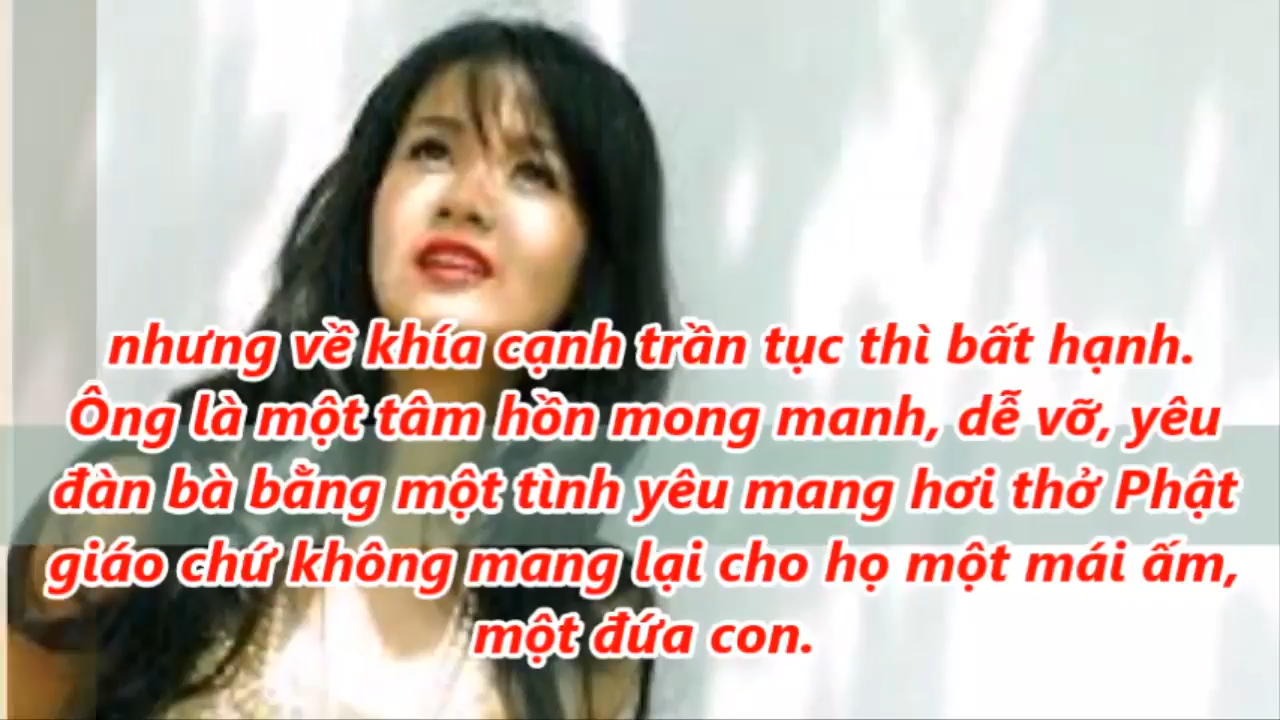 nhưng về khía cạnh trần tục thì bất hạnh.
Ông là một tâm hồn mong manh, dễ vỡ, yêu
đàn bà bằng một tình yêu mang hơi thở Phật
giáo chứ không mang lại cho họ một mái ấm,
một đứa con.